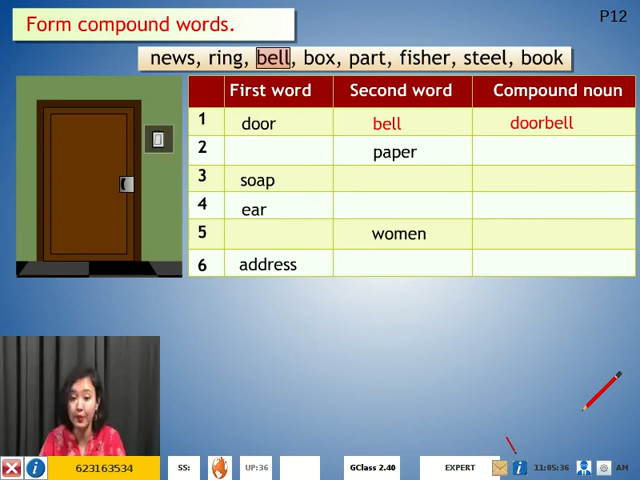 P12
Form compound words.
news, ring, bell, box, part, fisher, steel, book
First word Second word Compound noun
1 door bell doorbell
2 paper
3 soap
4 ear
5 women
6 address
623163534 SS: UP:36 GClass 2.40 EXPERT 11:05:36 AM